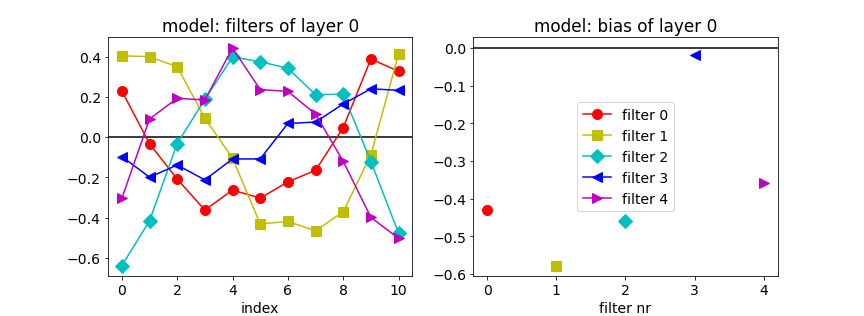 model: filters of layer 0
0.4
0.2
0.0
−0.2
−0.4
−0.6
0 2 4 6 8 10
index
model: bias of layer 0
0.0
−0.1
−0.2
−0.3
−0.4
−0.5
−0.6
filter 0
filter 1
filter 2
filter 3
filter 4
0 1 2 3 4
filter nr